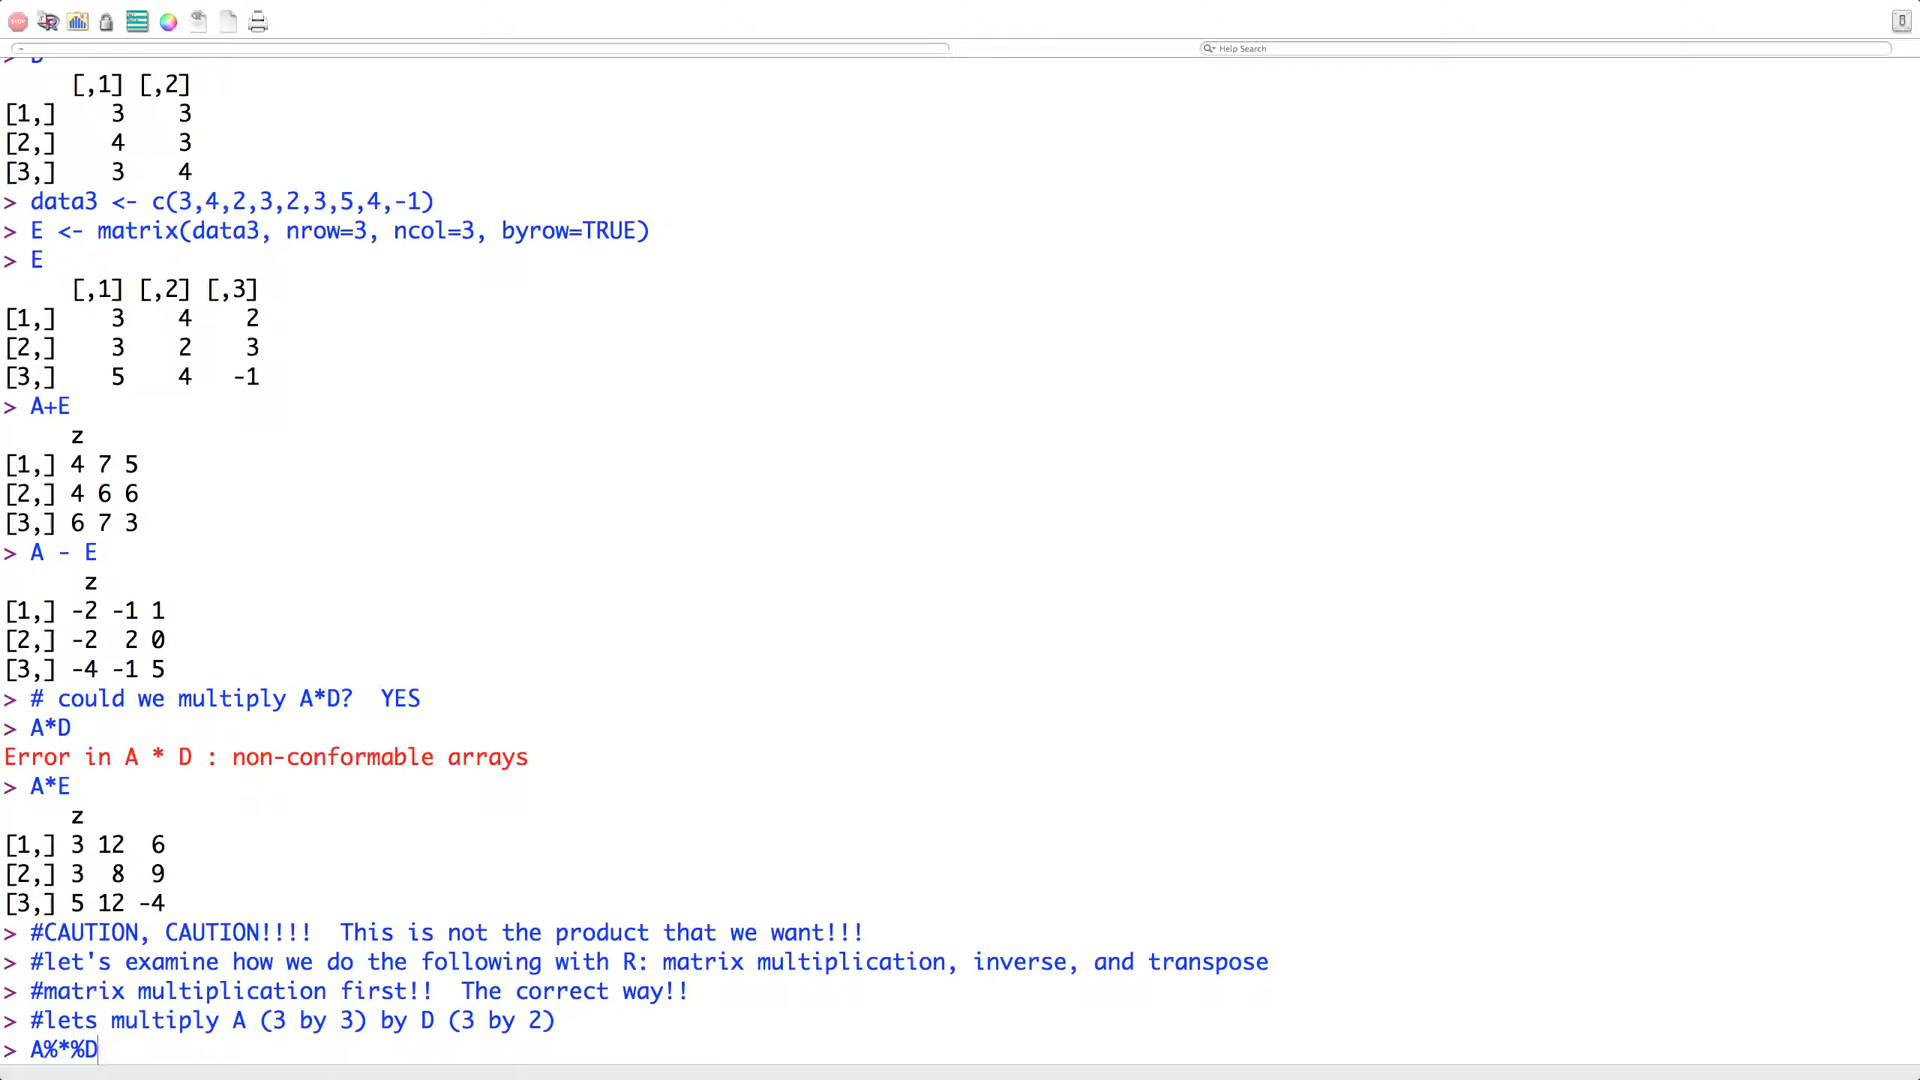 STOP
Help Search
> D
[,1] [,2]
[1,] 3 3
[2,] 4 3
[3,] 3 4
> data3 <- c(3,4,2,3,2,3,5,4,-1)
> E <- matrix(data3, nrow=3, ncol=3, byrow=TRUE)
> E
[,1] [,2] [,3]
[1,] 3 4 2
[2,] 3 2 3
[3,] 5 4 -1
> A+E
z
[1,] 4 7 5
[2,] 4 6 6
[3,] 6 7 3
> A - E
z
[1,] -2 -1 1
[2,] -2 2 0
[3,] -4 -1 5
> # could we multiply A*D?  YES
> A*D
Error in A * D : non-conformable arrays
> A*E
z
[1,] 3 12 6
[2,] 3 8 9
[3,] 5 12 -4
> #CAUTION, CAUTION!!!!  This is not the product that we want!!!
> #let's examine how we do the following with R: matrix multiplication, inverse, and transpose
> #matrix multiplication first!!  The correct way!!
> #lets multiply A (3 by 3) by D (3 by 2)
> A%*%D